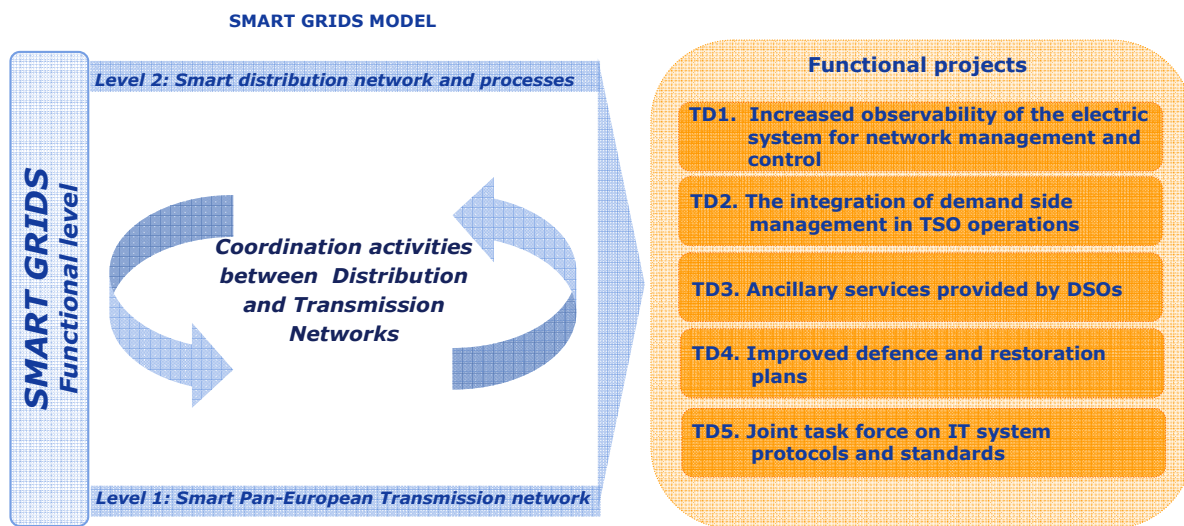 SMART GRIDS MODEL
SMART GRIDS
Functional level
Level 2: Smart distribution network and processes
Coordination activities
between Distribution
and Transmission
Networks
Level 1: Smart Pan-European Transmission network
Functional projects
TD1. Increased observability of the electric
system for network management and
control
TD2. The integration of demand side
management in TSO operations
TD3. Ancillary services provided by DSOs
TD4. Improved defence and restoration
plans
TD5. Joint task force on IT system
protocols and standards